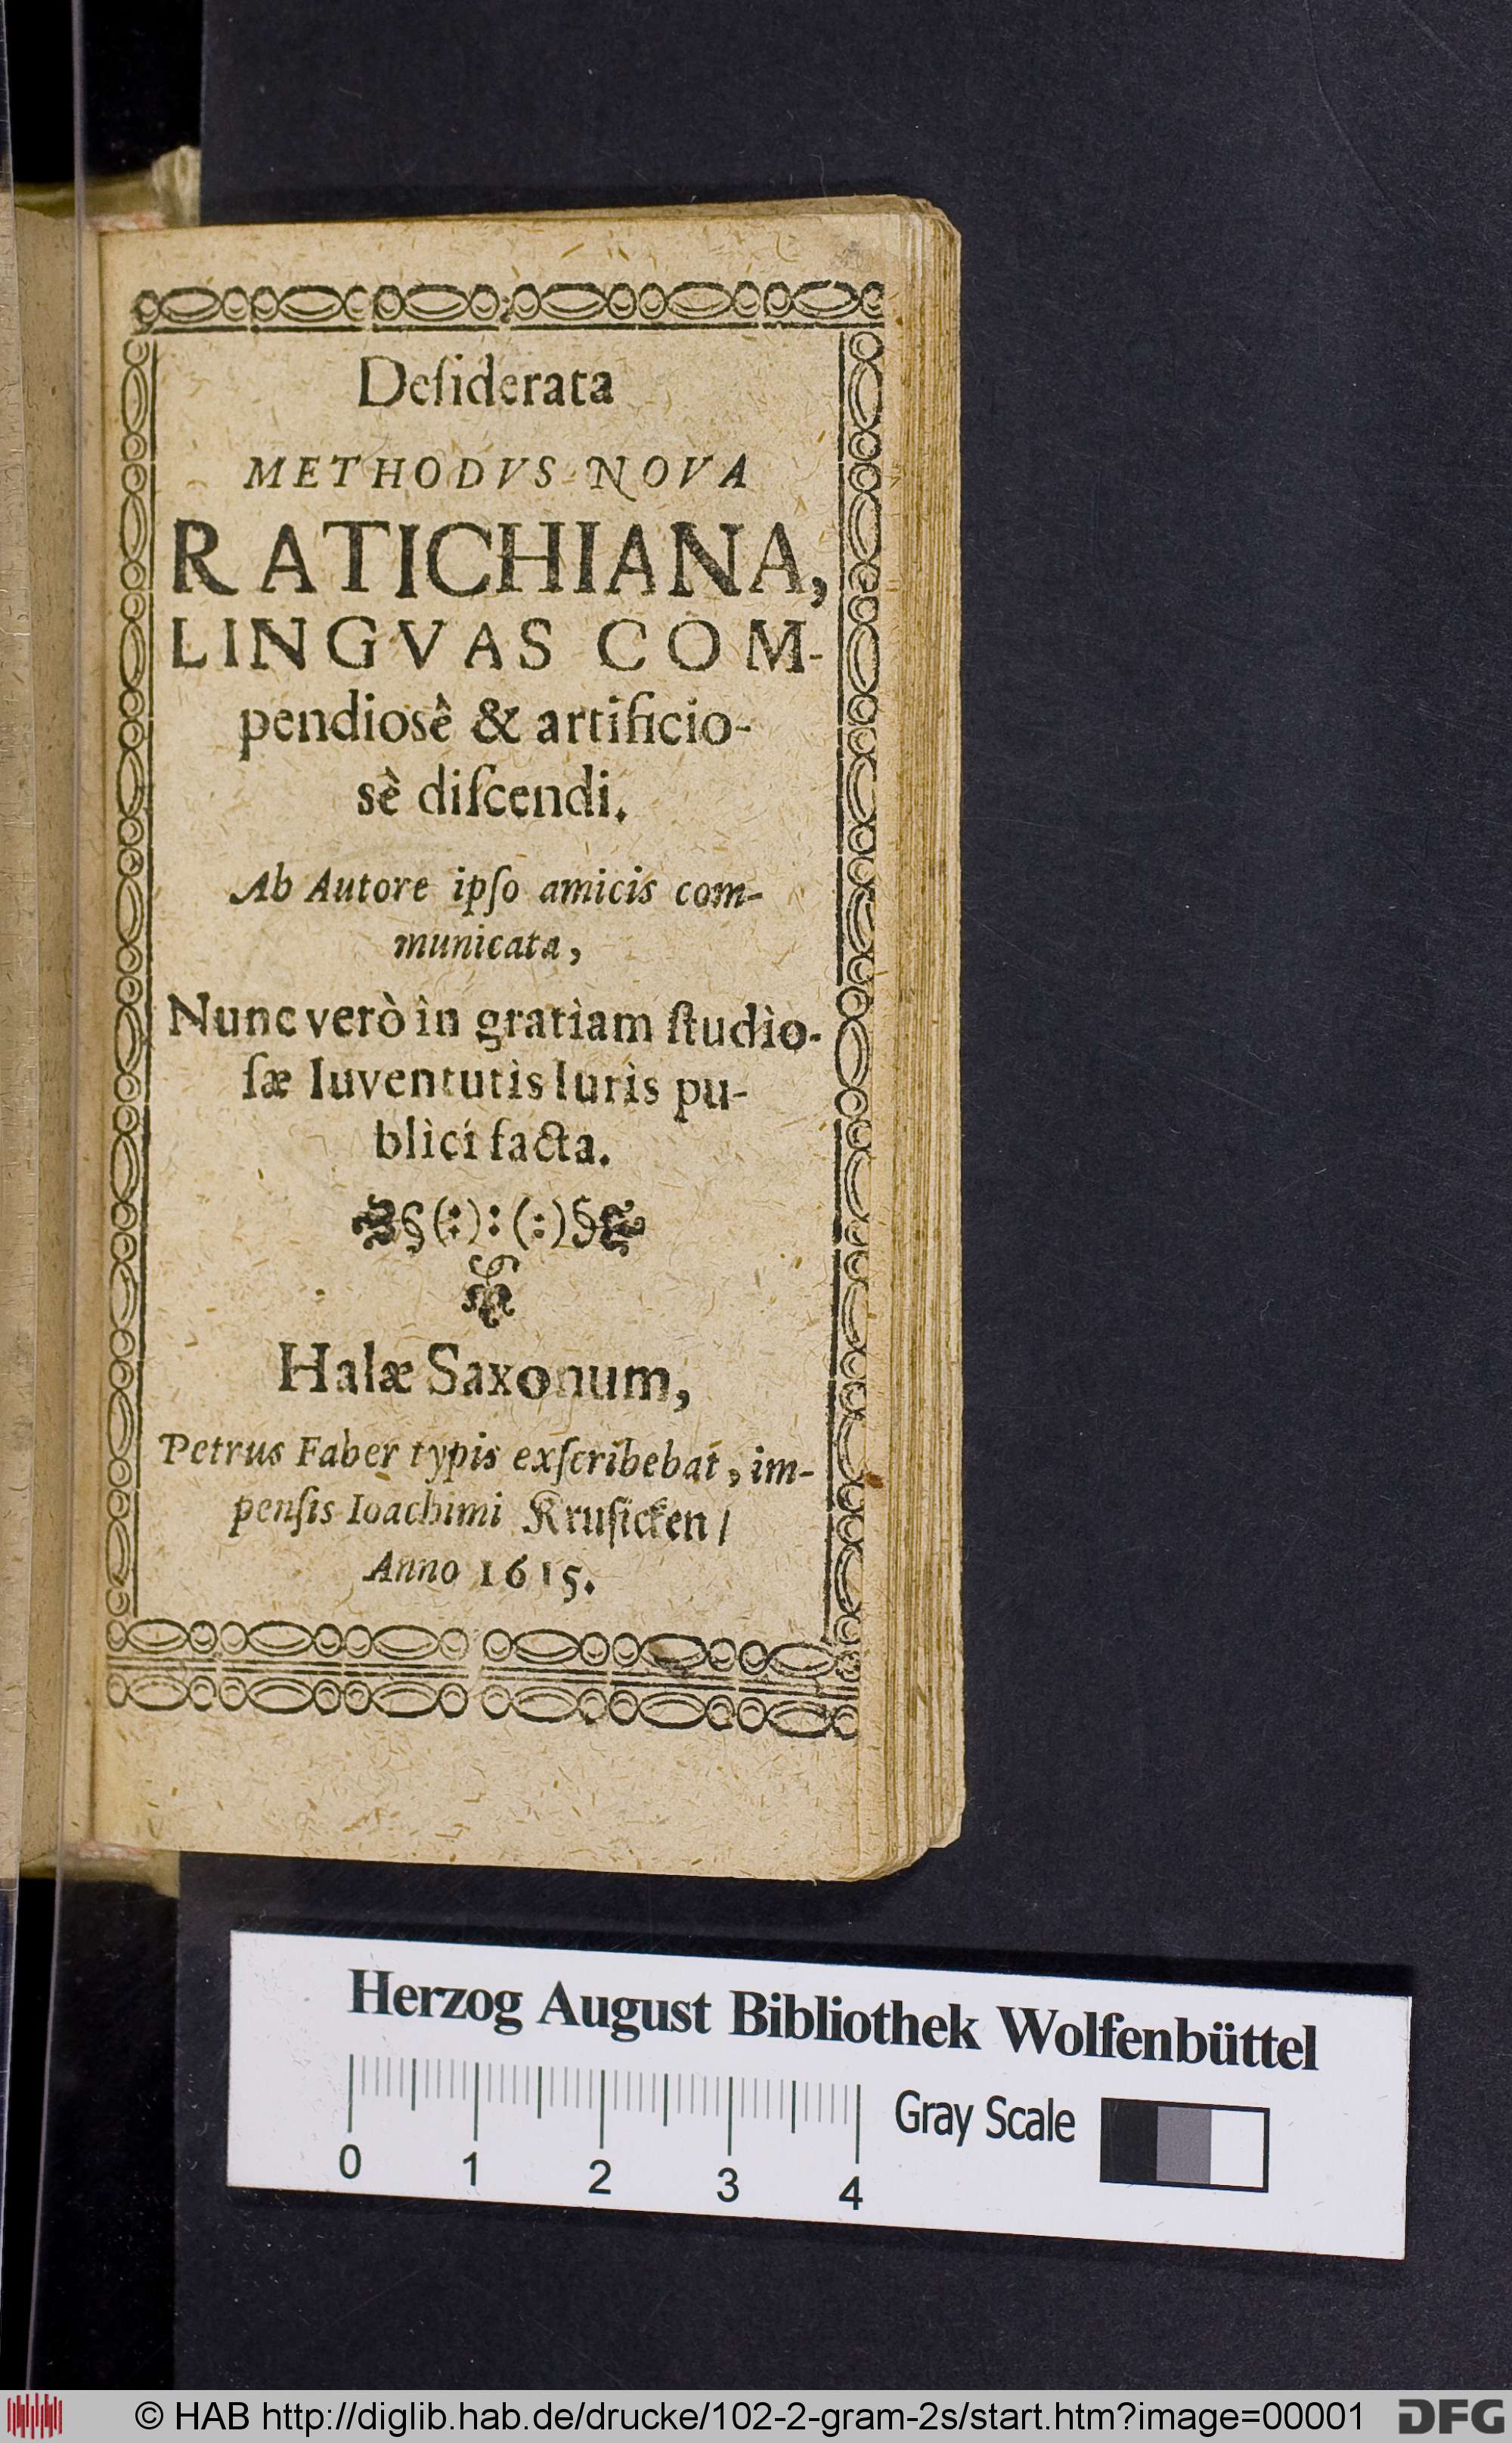 Deſiderata
METHODVS NOVA
RATICHIANA,
LINGVAS COM-
pendiosê & artificio-
sè diſcendi.
Ab Autore ipſo amicis com-
municata,
Nunc verò in gratiam ſtudio-
ſæ Iuventutis Iuris pu-
blici facta.
§(:):(:)§
Halæ Saxonum,
Petrus Faber typis exſcribebat, im-
penſis Ioachimi Kruſicken/
Anno 1615.
Herzog August Bibliothek Wolfenbüttel
Gray Scale
0 1 2 3 4
© HAB http://diglib.hab.de/drucke/102-2-gram-2s/start.htm?image=00001
DFG